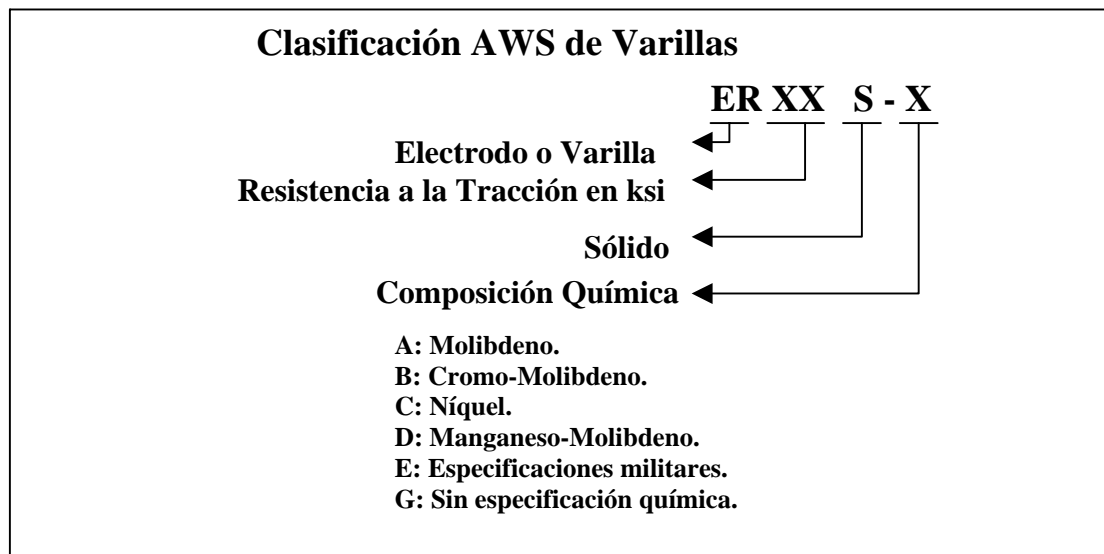 Clasificación AWS de Varillas
ER XX S - X
Electrodo o Varilla
Resistencia a la Tracción en ksi
Sólido
Composición Química
A: Molibdeno.
B: Cromo-Molibdeno.
C: Níquel.
D: Manganeso-Molibdeno.
E: Especificaciones militares.
G: Sin especificación química.